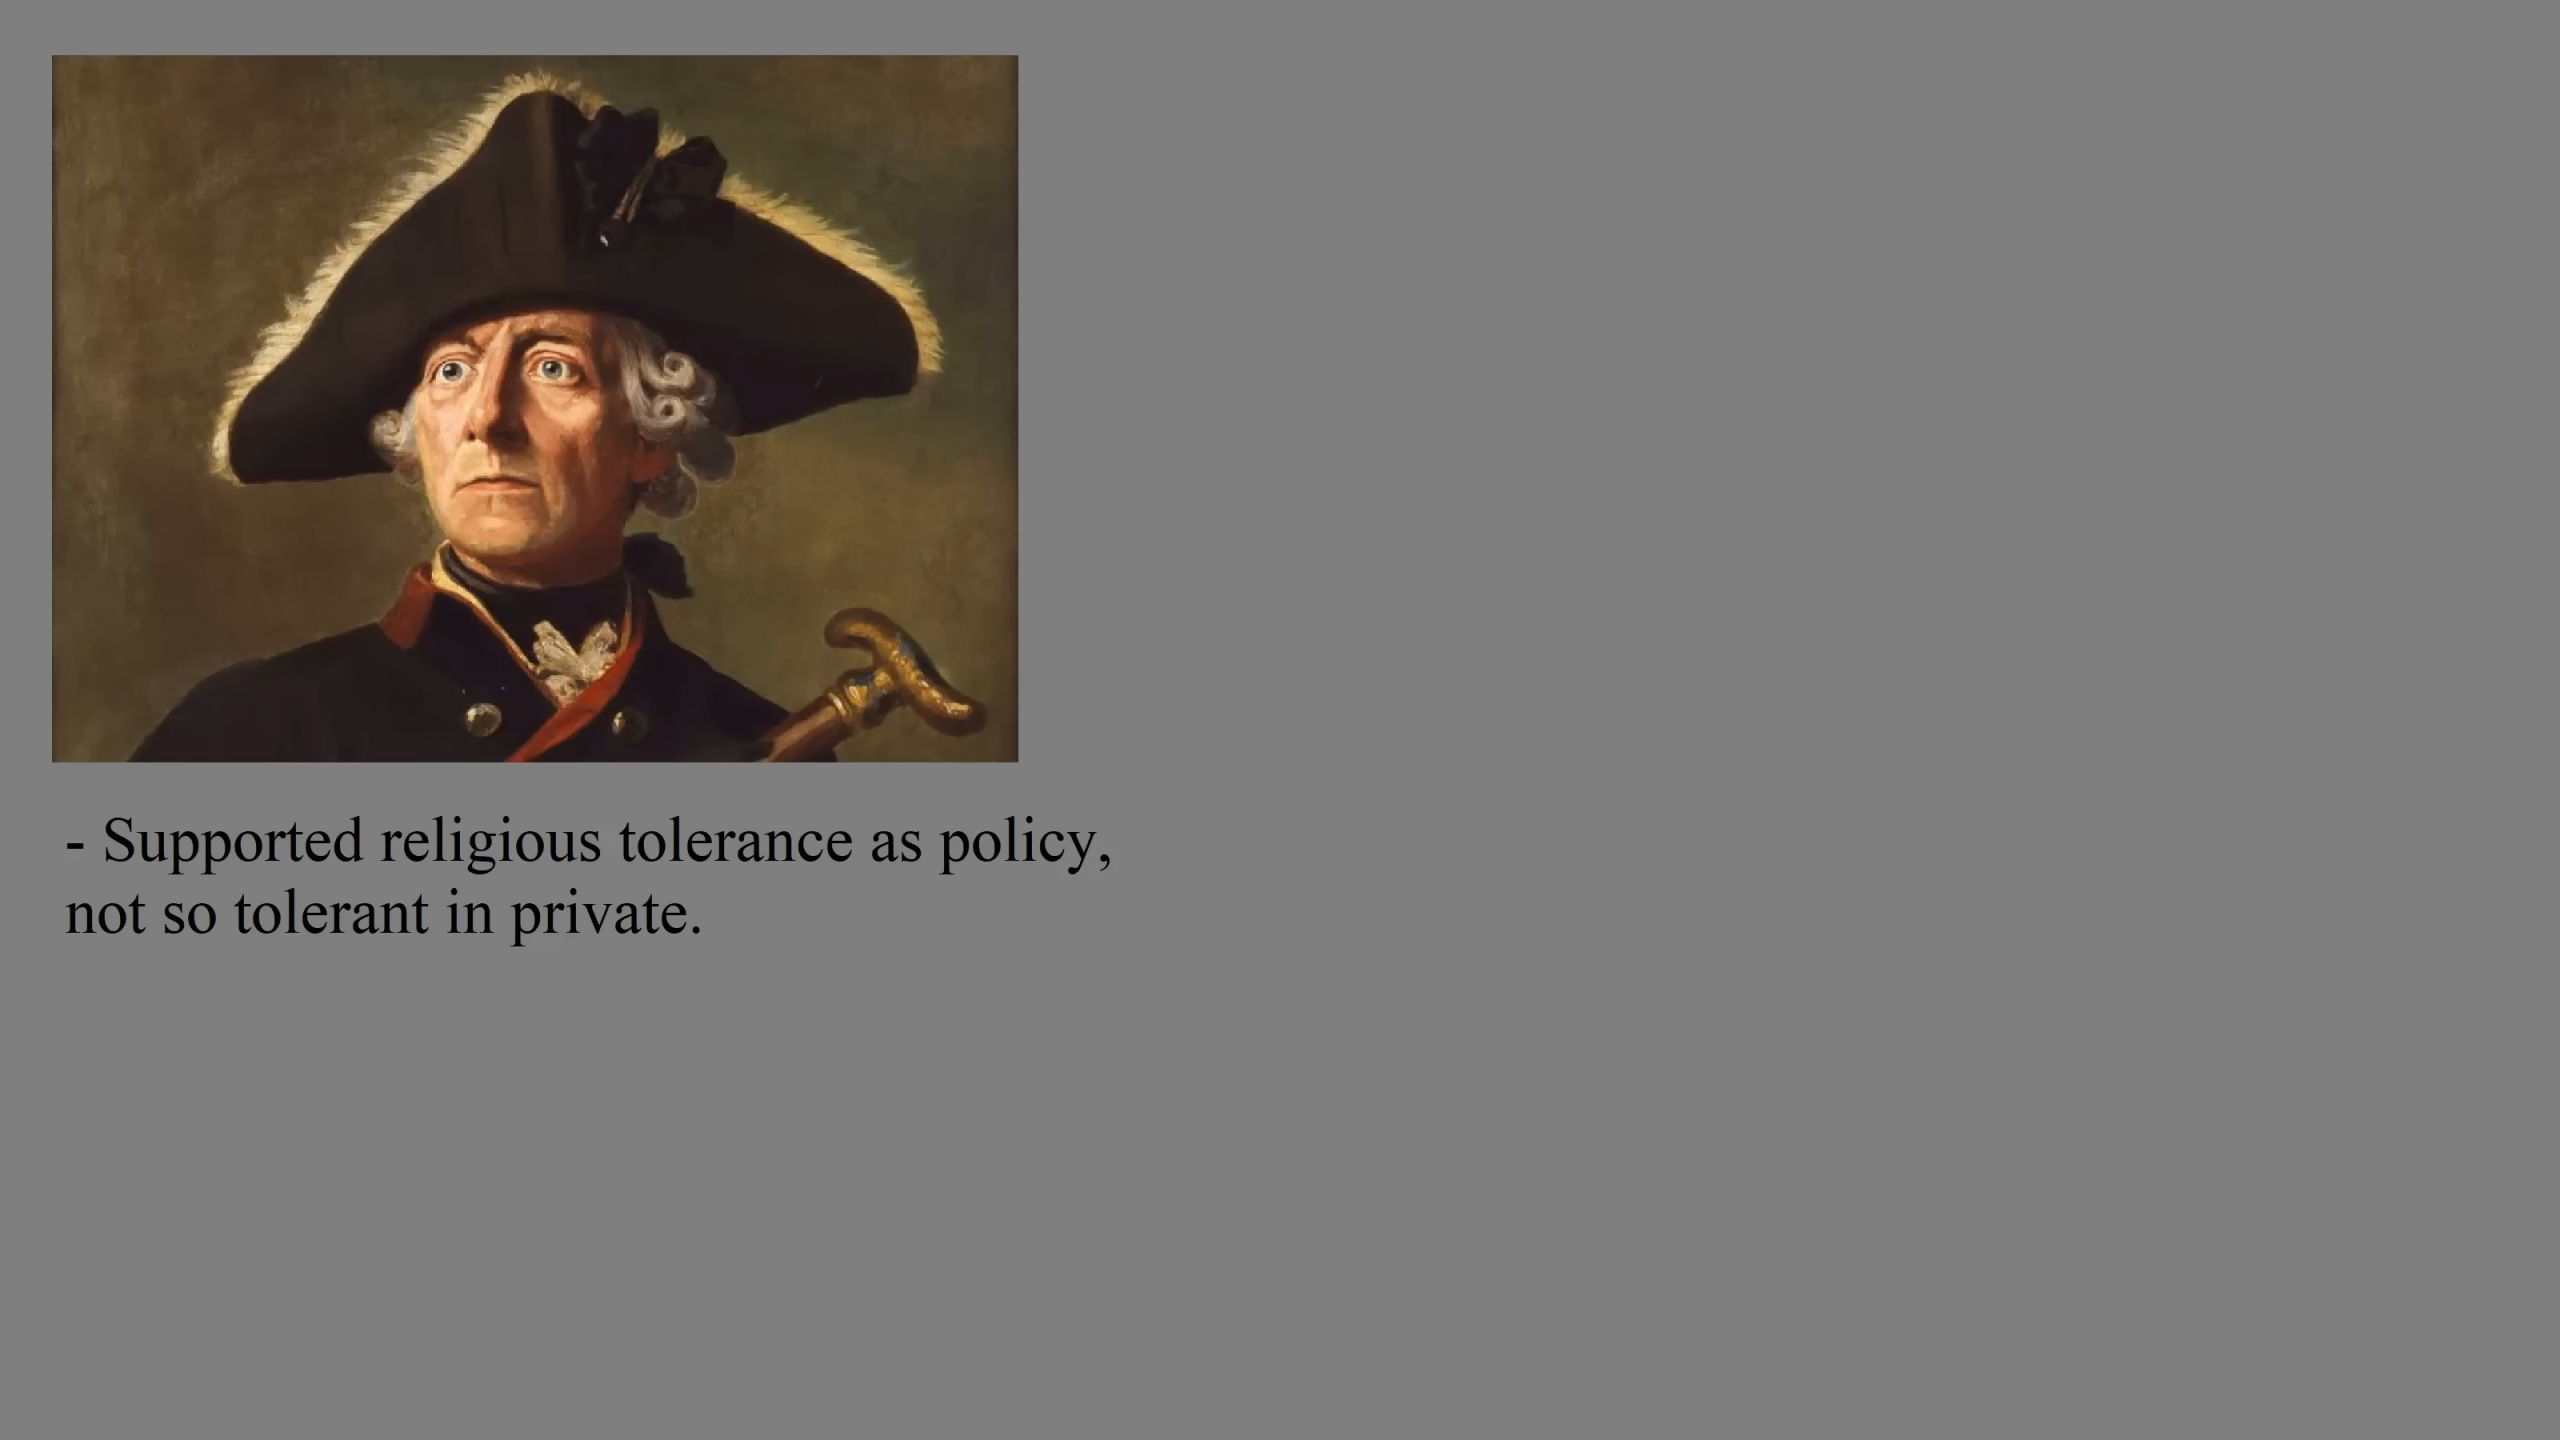 - Supported religious tolerance as policy,
not so tolerant in private.